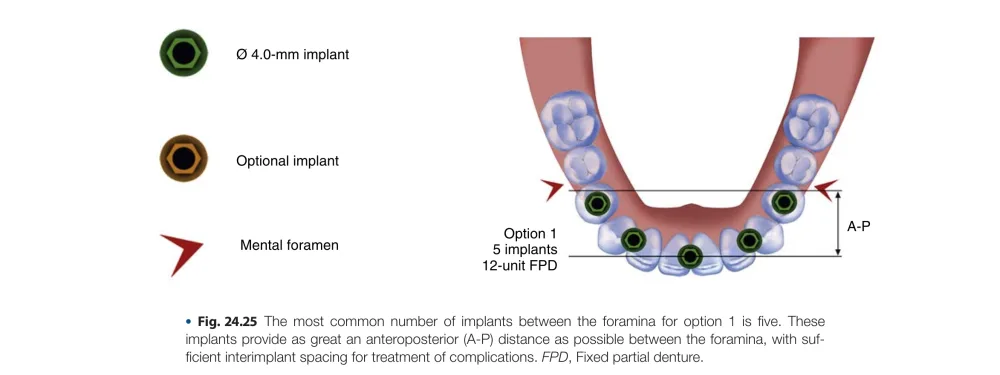 Ø 4.0-mm implant
Optional implant
Mental foramen
Option 1
5 implants
12-unit FPD
A-P
• Fig. 24.25 The most common number of implants between the foramina for option 1 is five. These
implants provide as great an anteroposterior (A-P) distance as possible between the foramina, with suf-
ficient interimplant spacing for treatment of complications. FPD, Fixed partial denture.